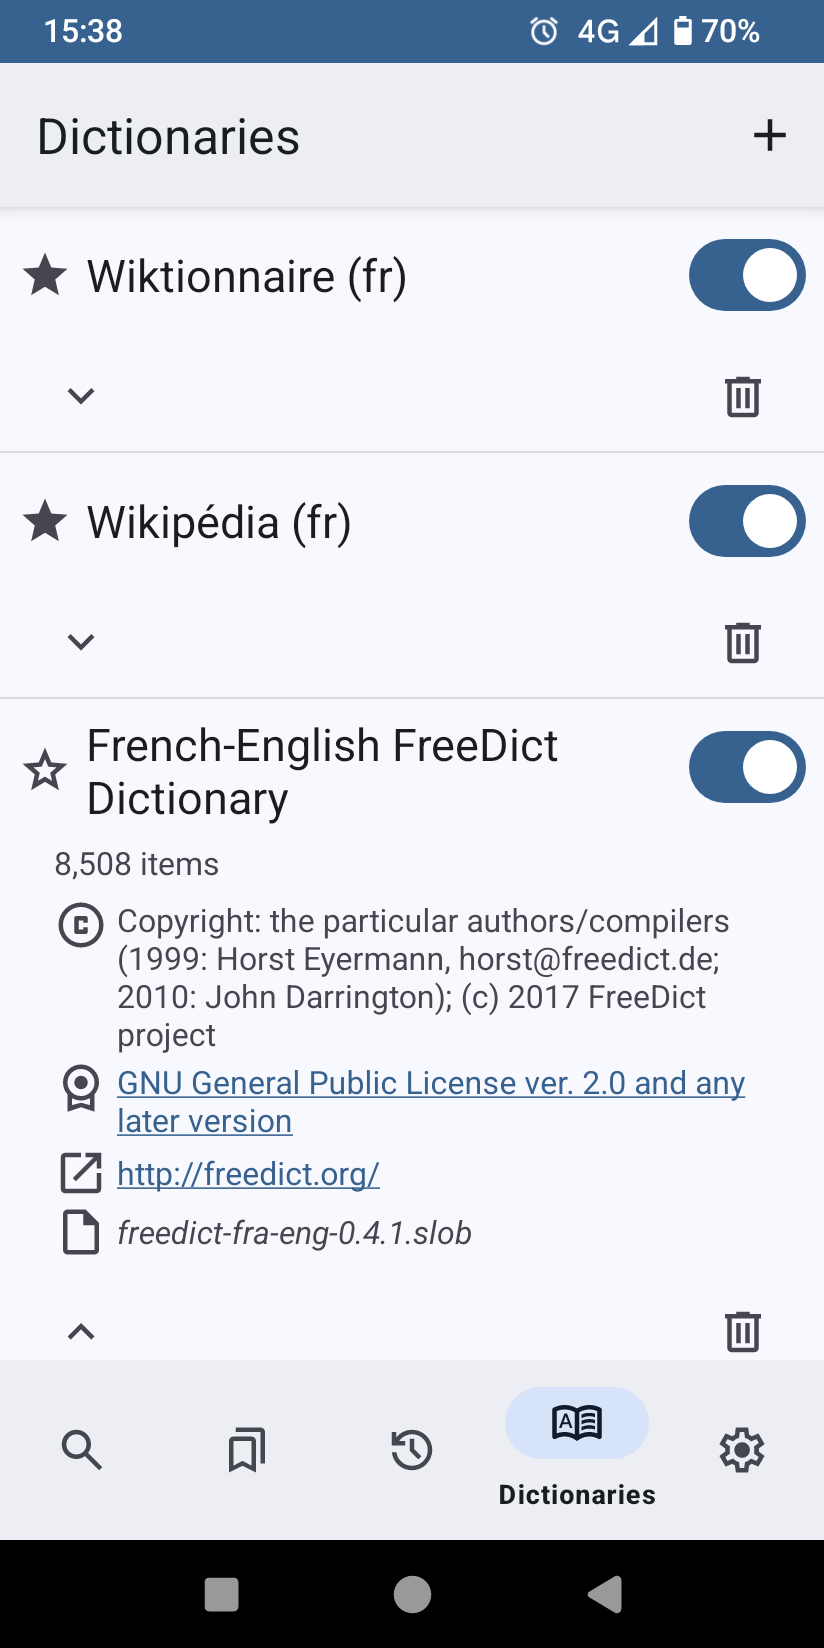 15:38
4G 70%
Dictionaries
Wiktionnaire (fr)
Wikipédia (fr)
French-English FreeDict
Dictionary
8,508 items
Copyright: the particular authors/compilers
(1999: Horst Eyermann, horst@freedict.de;
2010: John Darrington); (c) 2017 FreeDict
project
GNU General Public License ver. 2.0 and any
later version
http://freedict.org/
freedict-fra-eng-0.4.1.slob
Dictionaries